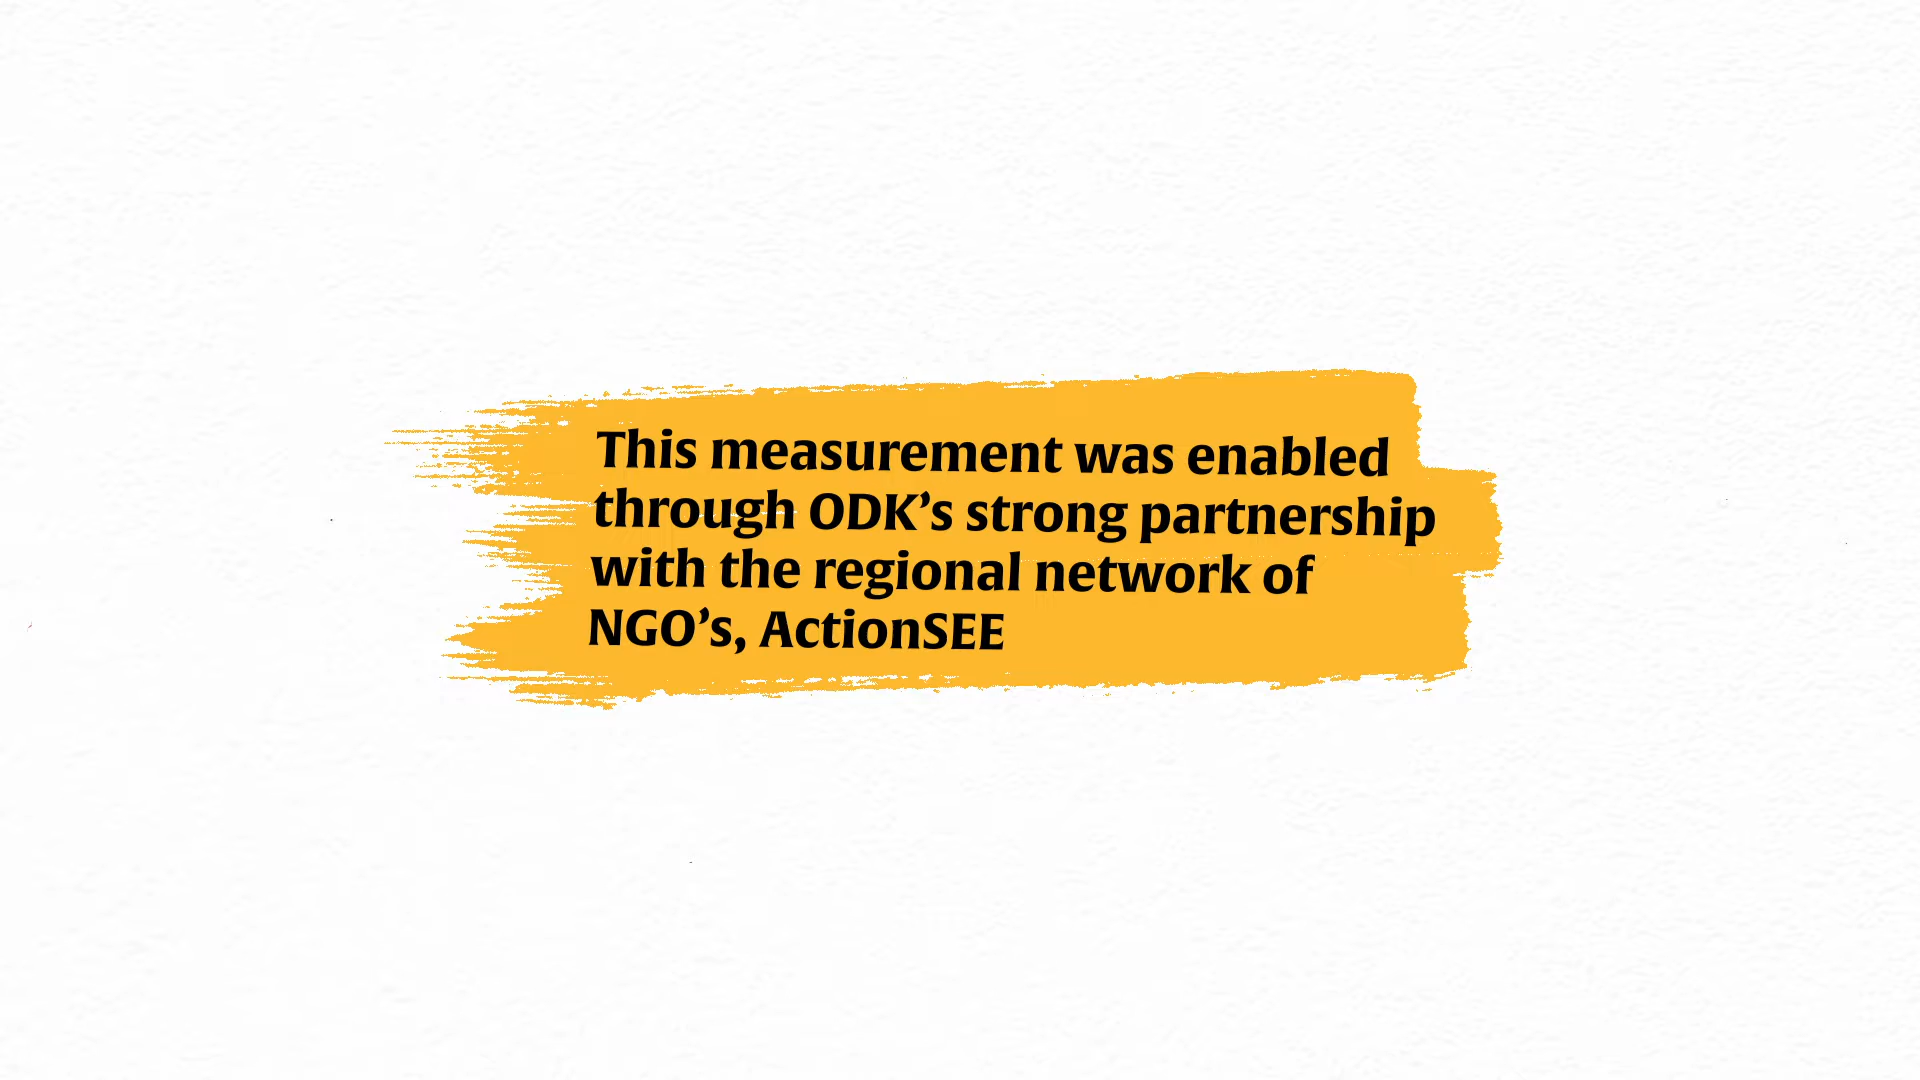 This measurement was enabled
through ODK’s strong partnership
with the regional network of
NGO’s, ActionSEE